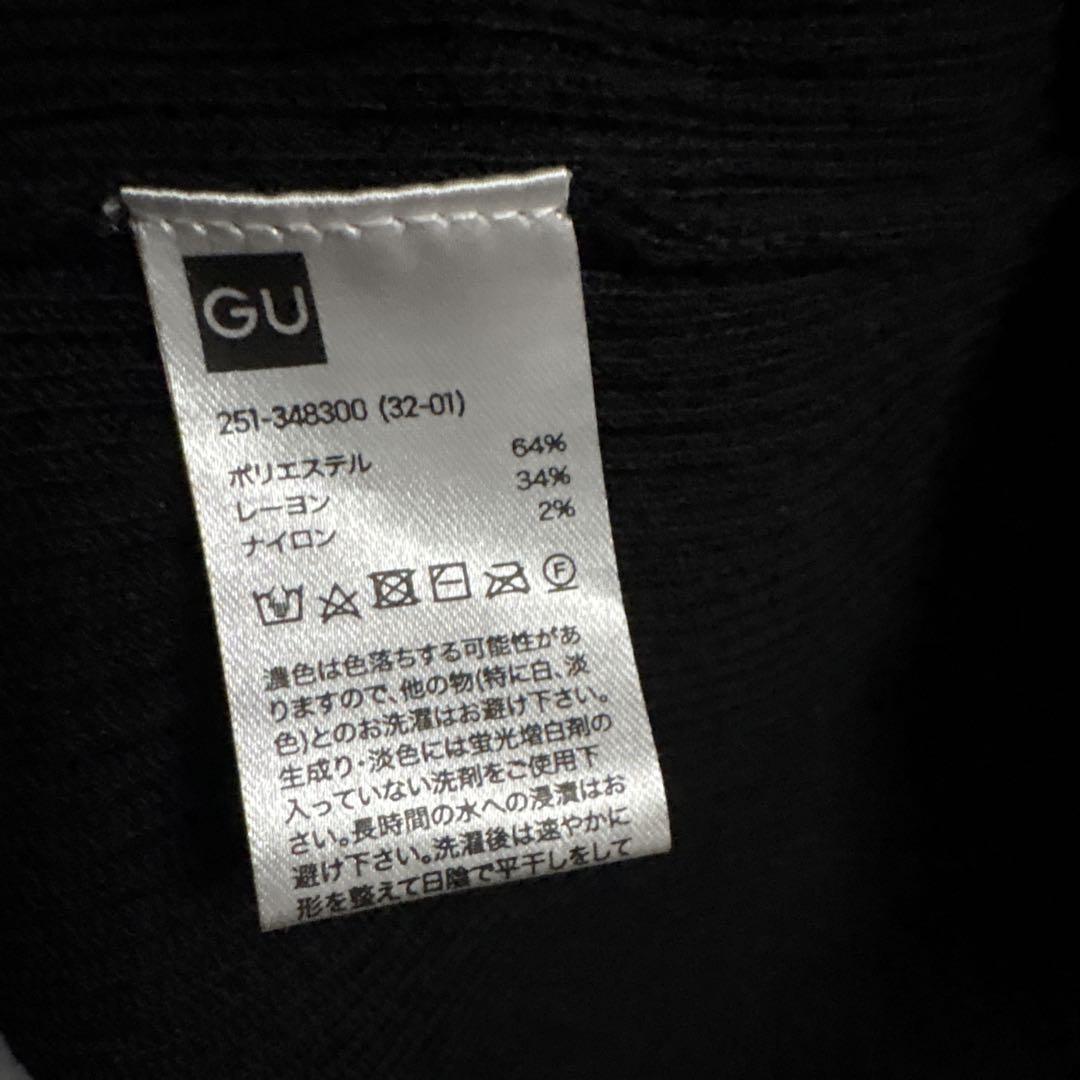 GU
251-348300 (32-01)
ポリエステル 64%
レーヨン 34%
ナイロン 2%
F
濃色は色落ちする可能性があ
りますので、他の物(特に白、淡
色)とのお洗濯はお避け下さい。
生成り・淡色には蛍光増白剤の
入っていない洗剤をご使用下
さい。長時間の水への浸漬はお
避け下さい。洗濯後は速やかに
形を整えて日陰で平干しをして